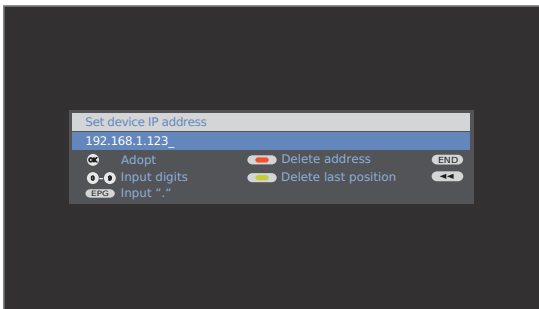 Set device IP address
192.168.1.123_
OK Adopt Delete address END
0-0 Input digits Delete last position
EPG Input “.”